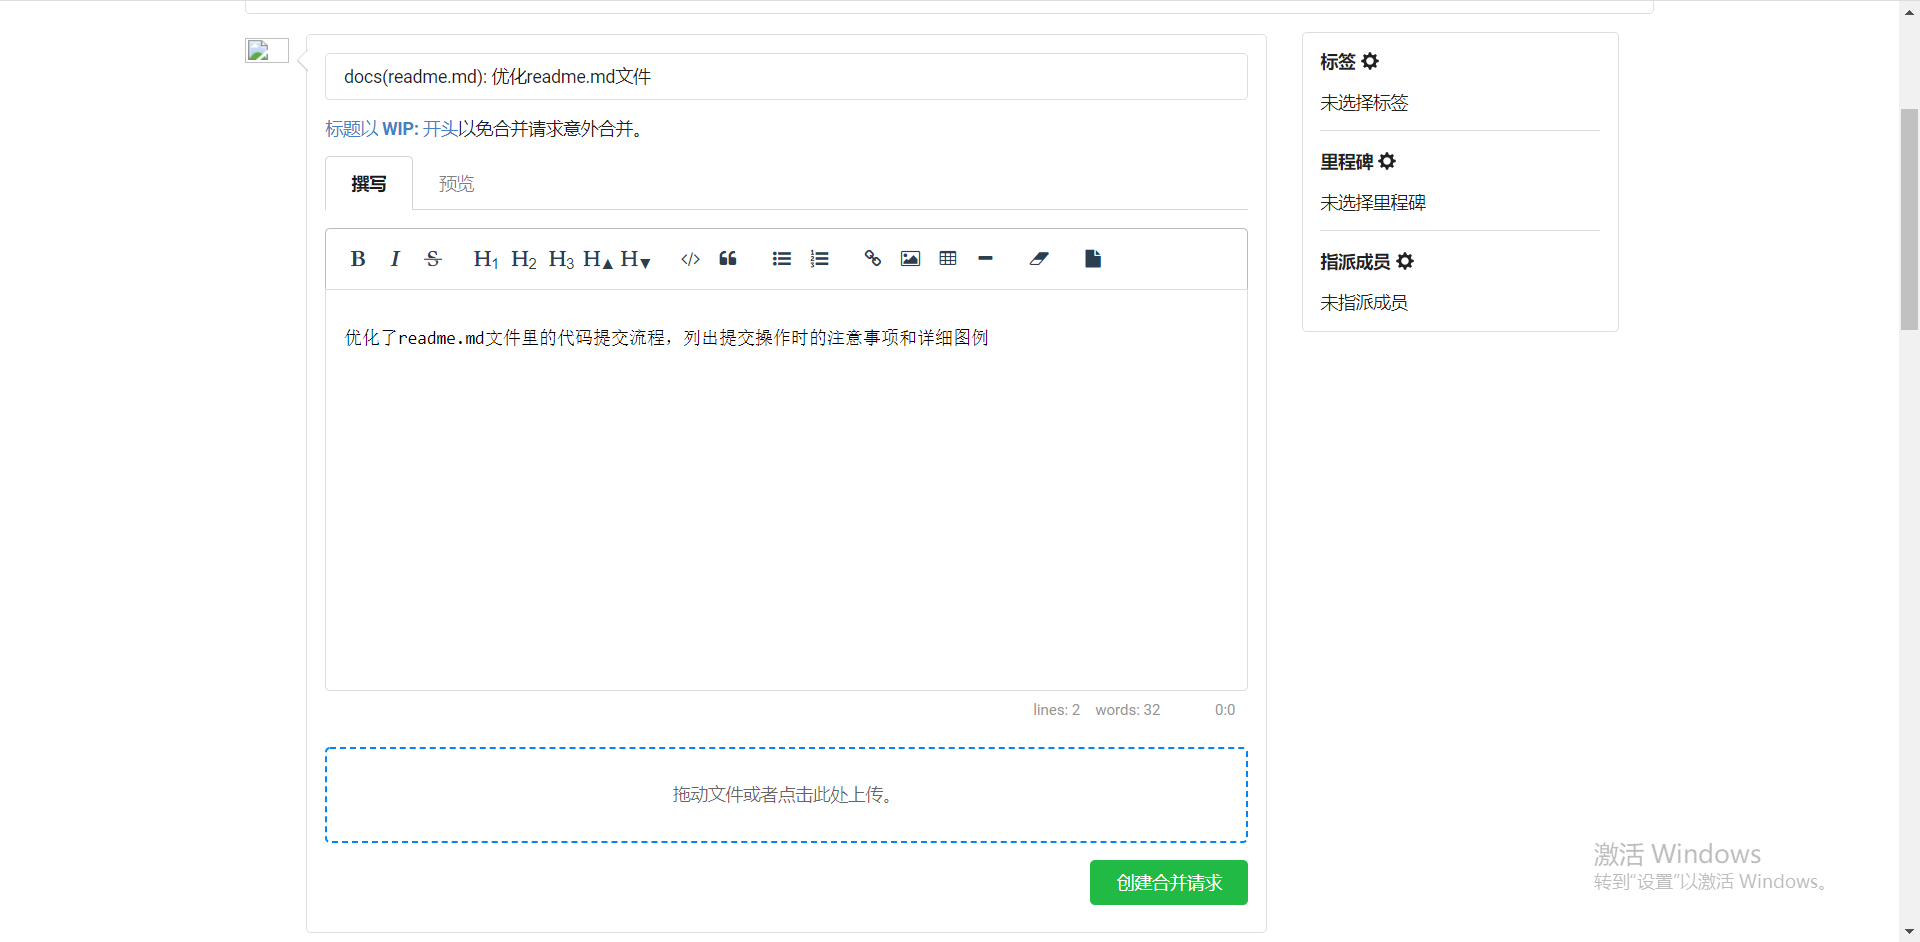 docs(readme.md): 优化readme.md文件
标题以 WIP: 开头以免合并请求意外合并。
撰写 预览
B I S H1 H2 H3 H▲ H▼
优化了readme.md文件里的代码提交流程，列出提交操作时的注意事项和详细图例
lines: 2 words: 32 0:0
拖动文件或者点击此处上传。
创建合并请求
标签
未选择标签
里程碑
未选择里程碑
指派成员
未指派成员
激活 Windows
转到“设置”以激活 Windows。